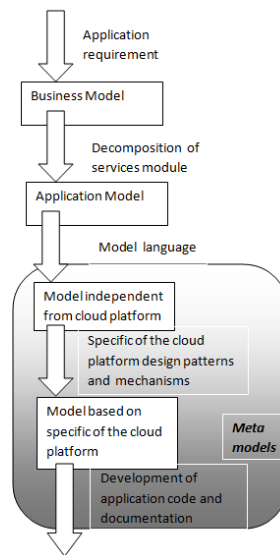 Application
requirement
Business Model
Decomposition of
services module
Application Model
Model language
Model independent
from cloud platform
Specific of the cloud
platform design patterns
and mechanisms
Model based on
specific of the cloud
platform
Meta
models
Development of
application code and
documentation